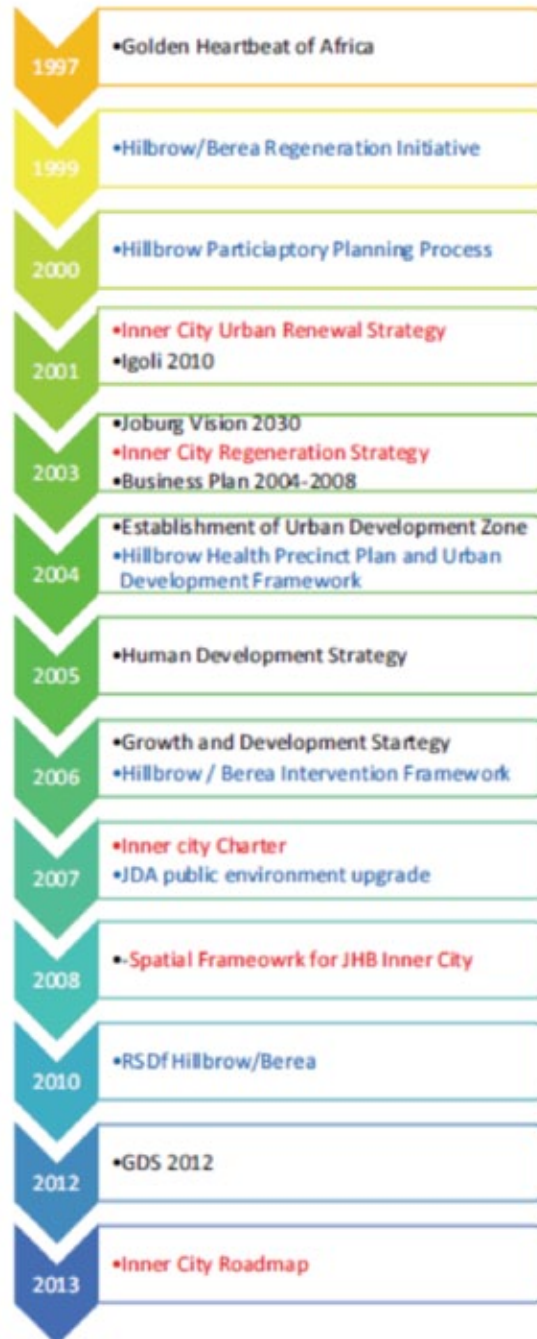 1997
•Golden Heartbeat of Africa
1999
•Hilbrow/Berea Regeneration Initiative
2000
•Hillbrow Particiaptory Planning Process
2001
•Inner City Urban Renewal Strategy
•Igoli 2010
2003
•Joburg Vision 2030
•Inner City Regeneration Strategy
•Business Plan 2004-2008
2004
•Establishment of Urban Development Zone
•Hillbrow Health Precinct Plan and Urban
Development Framework
2005
•Human Development Strategy
2006
•Growth and Development Startegy
•Hillbrow / Berea Intervention Framework
2007
•Inner city Charter
•JDA public environment upgrade
2008
•-Spatial Frameowrk for JHB Inner City
2010
•RSDf Hillbrow/Berea
2012
•GDS 2012
2013
•Inner City Roadmap